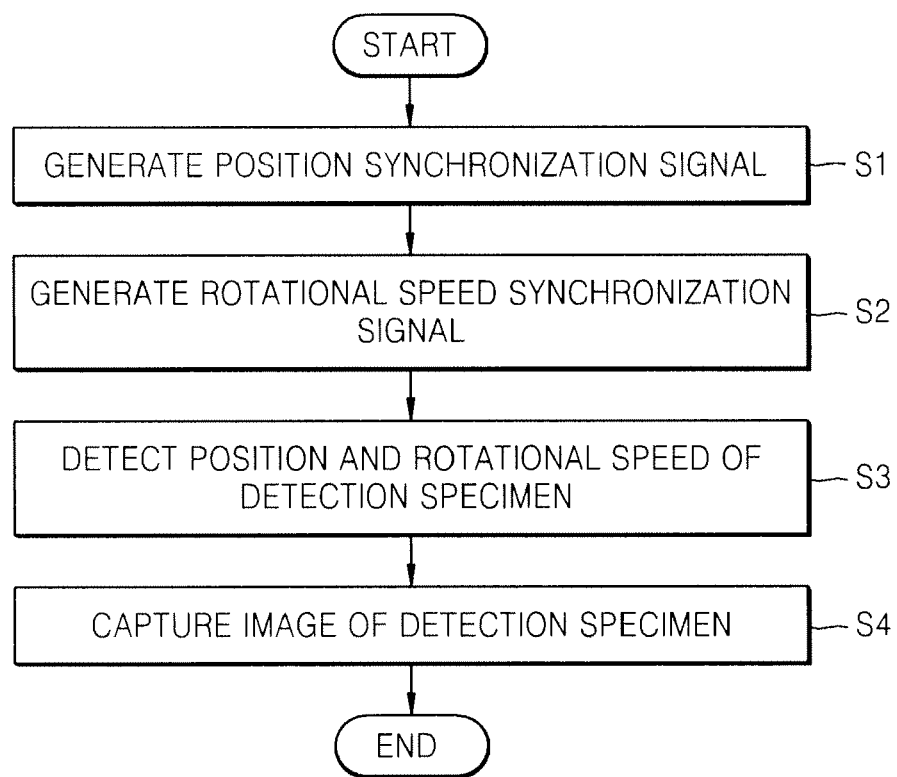 START
GENERATE POSITION SYNCHRONIZATION SIGNAL
S1
GENERATE ROTATIONAL SPEED SYNCHRONIZATION
SIGNAL
S2
DETECT POSITION AND ROTATIONAL SPEED OF
DETECTION SPECIMEN
S3
CAPTURE IMAGE OF DETECTION SPECIMEN
S4
END